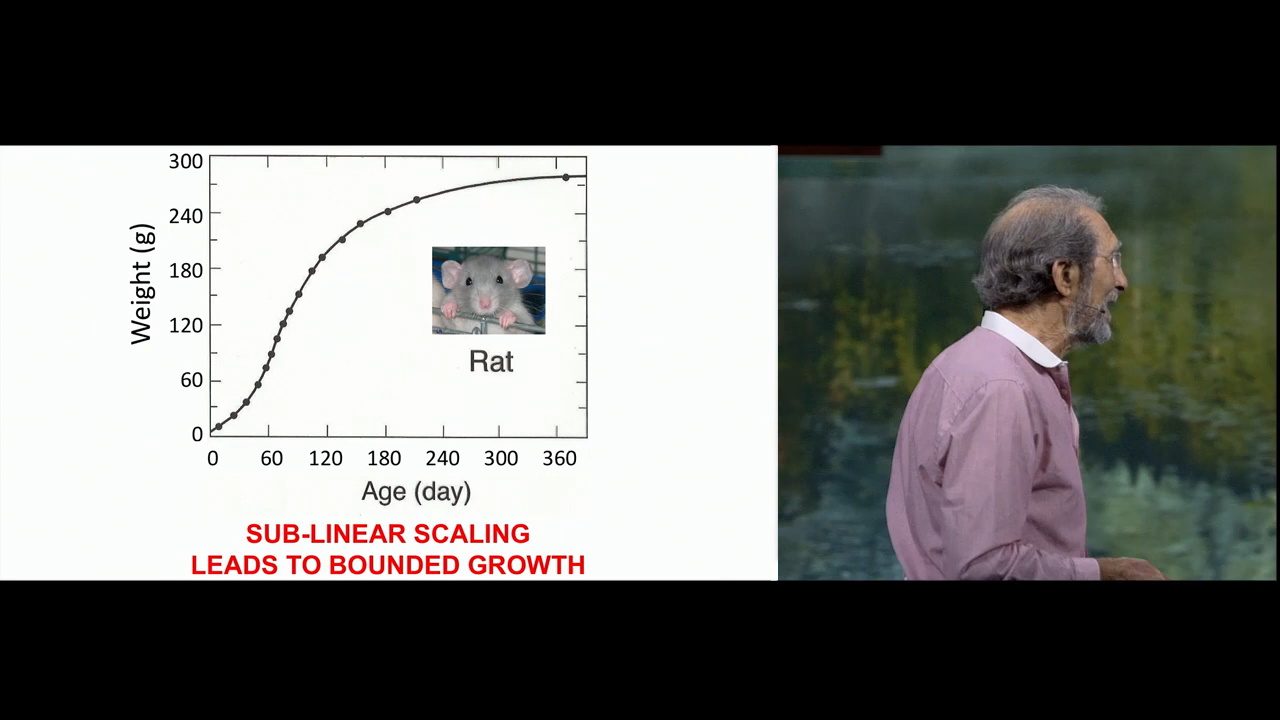 300
240
180
120
60
0
Weight (g)
Rat
0 60 120 180 240 300 360
Age (day)
SUB-LINEAR SCALING
LEADS TO BOUNDED GROWTH